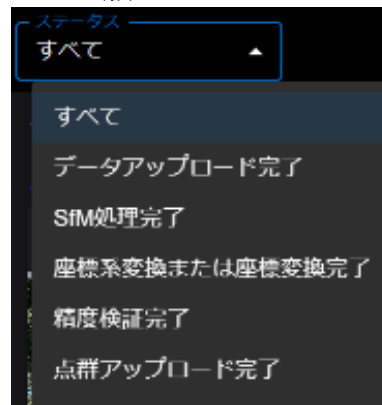 ステータス
すべて
すべて
データアップロード完了
SfM処理完了
座標系変換または座標変換完了
精度検証完了
点群アップロード完了